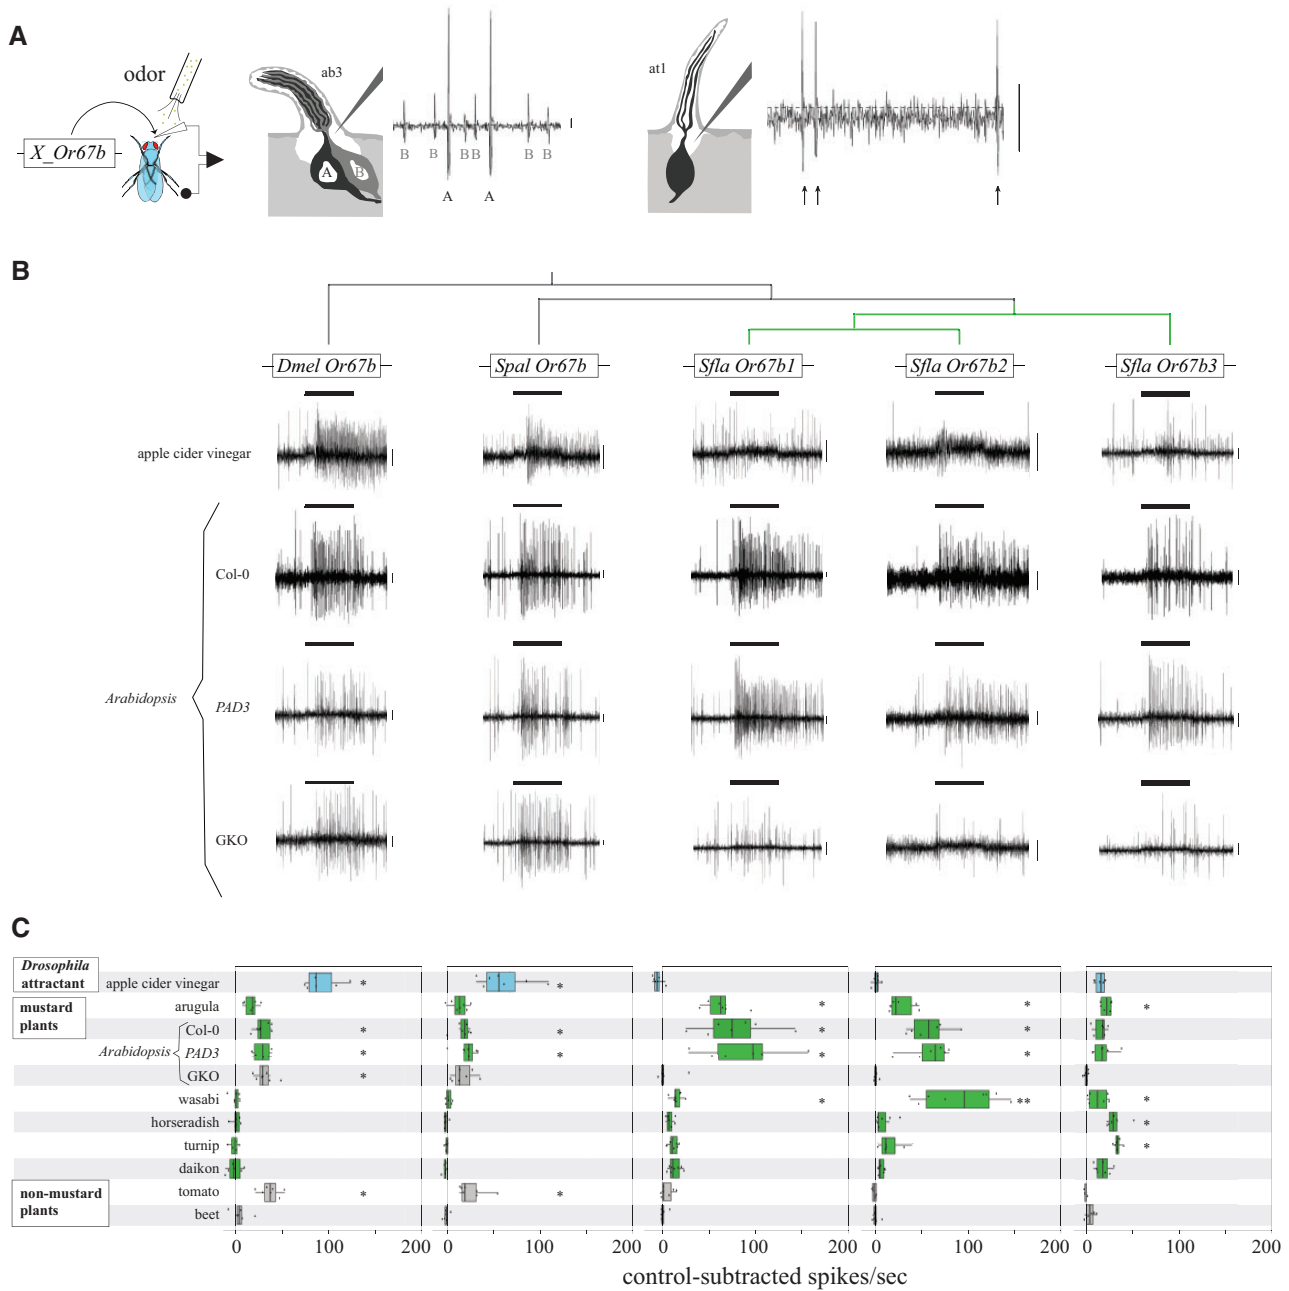 A
odor
X_Or67b
ab3
A
B
B B B B B B
A A
at1
B
Dmel Or67b Spal Or67b Sfla Or67b1 Sfla Or67b2 Sfla Or67b3
apple cider vinegar
Col-0
Arabidopsis
PAD3
GKO
C
Drosophila
attractant
apple cider vinegar * *
mustard
plants
arugula * * *
Arabidopsis
Col-0 * * * *
PAD3 * * * *
GKO *
wasabi * ** *
horseradish *
turnip *
daikon
non-mustard
plants
tomato * *
beet
0 100 200 0 100 200 0 100 200 0 100 200 0 100 200
control-subtracted spikes/sec